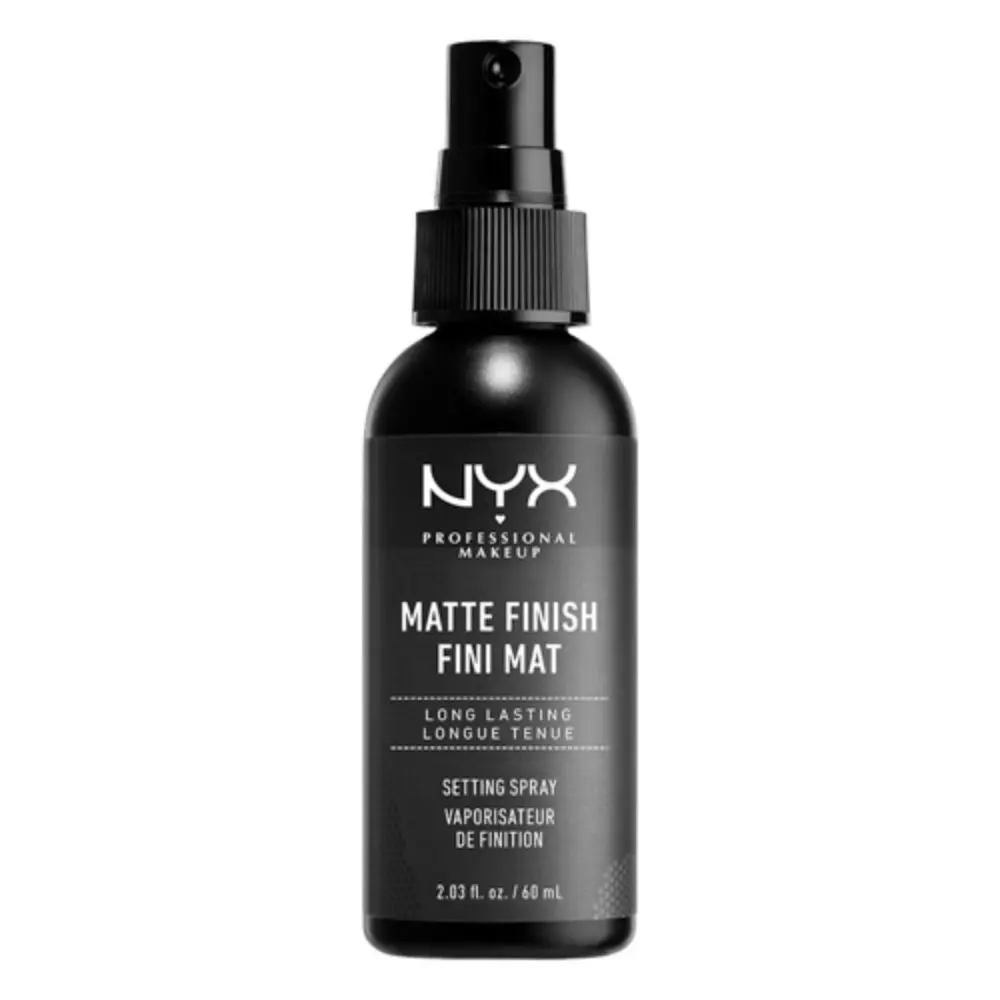 NYX
PROFESSIONAL
MAKEUP
MATTE FINISH
FINI MAT
LONG LASTING
LONGUE TENUE
SETTING SPRAY
VAPORISATEUR
DE FINITION
2.03 fl. oz. / 60 mL